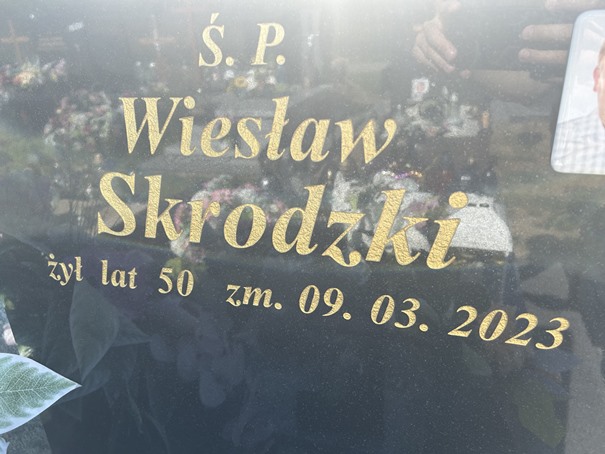 Ś. P.
Wiesław
Skrodzki
żył lat 50 zm. 09. 03. 2023